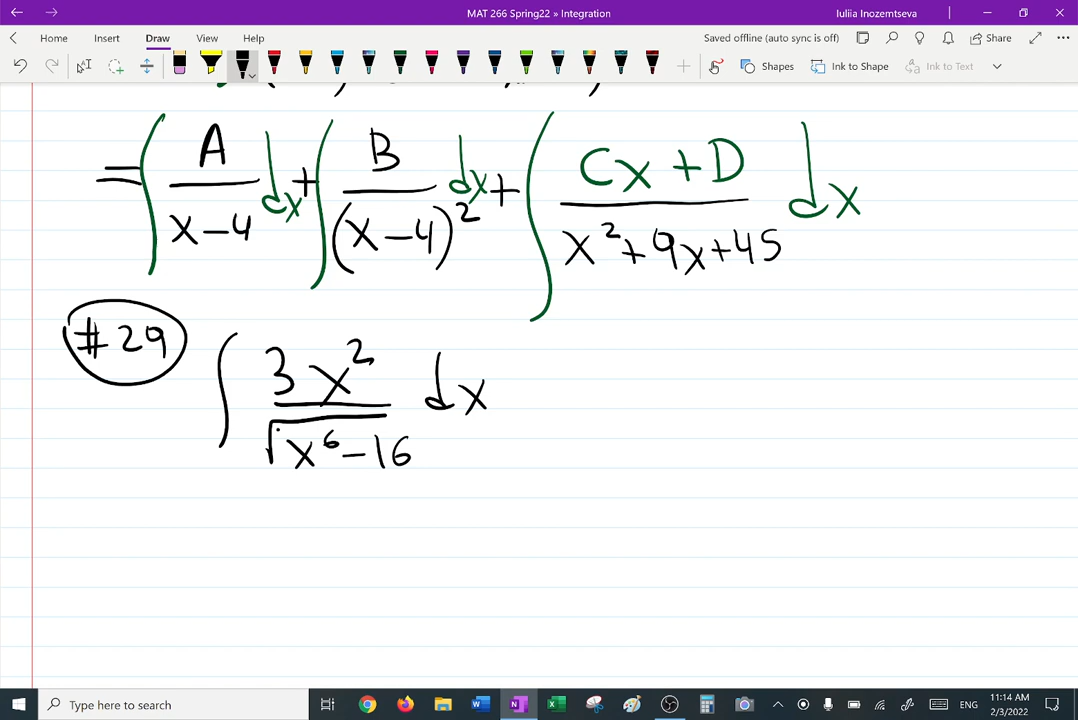 MAT 266 Spring22 » Integration
Iuliia Inozemtseva
Home Insert Draw View Help
Saved offline (auto sync is off)
Share
Shapes
Ink to Shape
Ink to Text
= ∫ A/(x-4) dx + ∫ B/(x-4)² dx + ∫ (Cx+D)/(x²+9x+45) dx
#29 ∫ 3x²/√(x⁶-16) dx
Type here to search
ENG
11:14 AM
2/3/2022